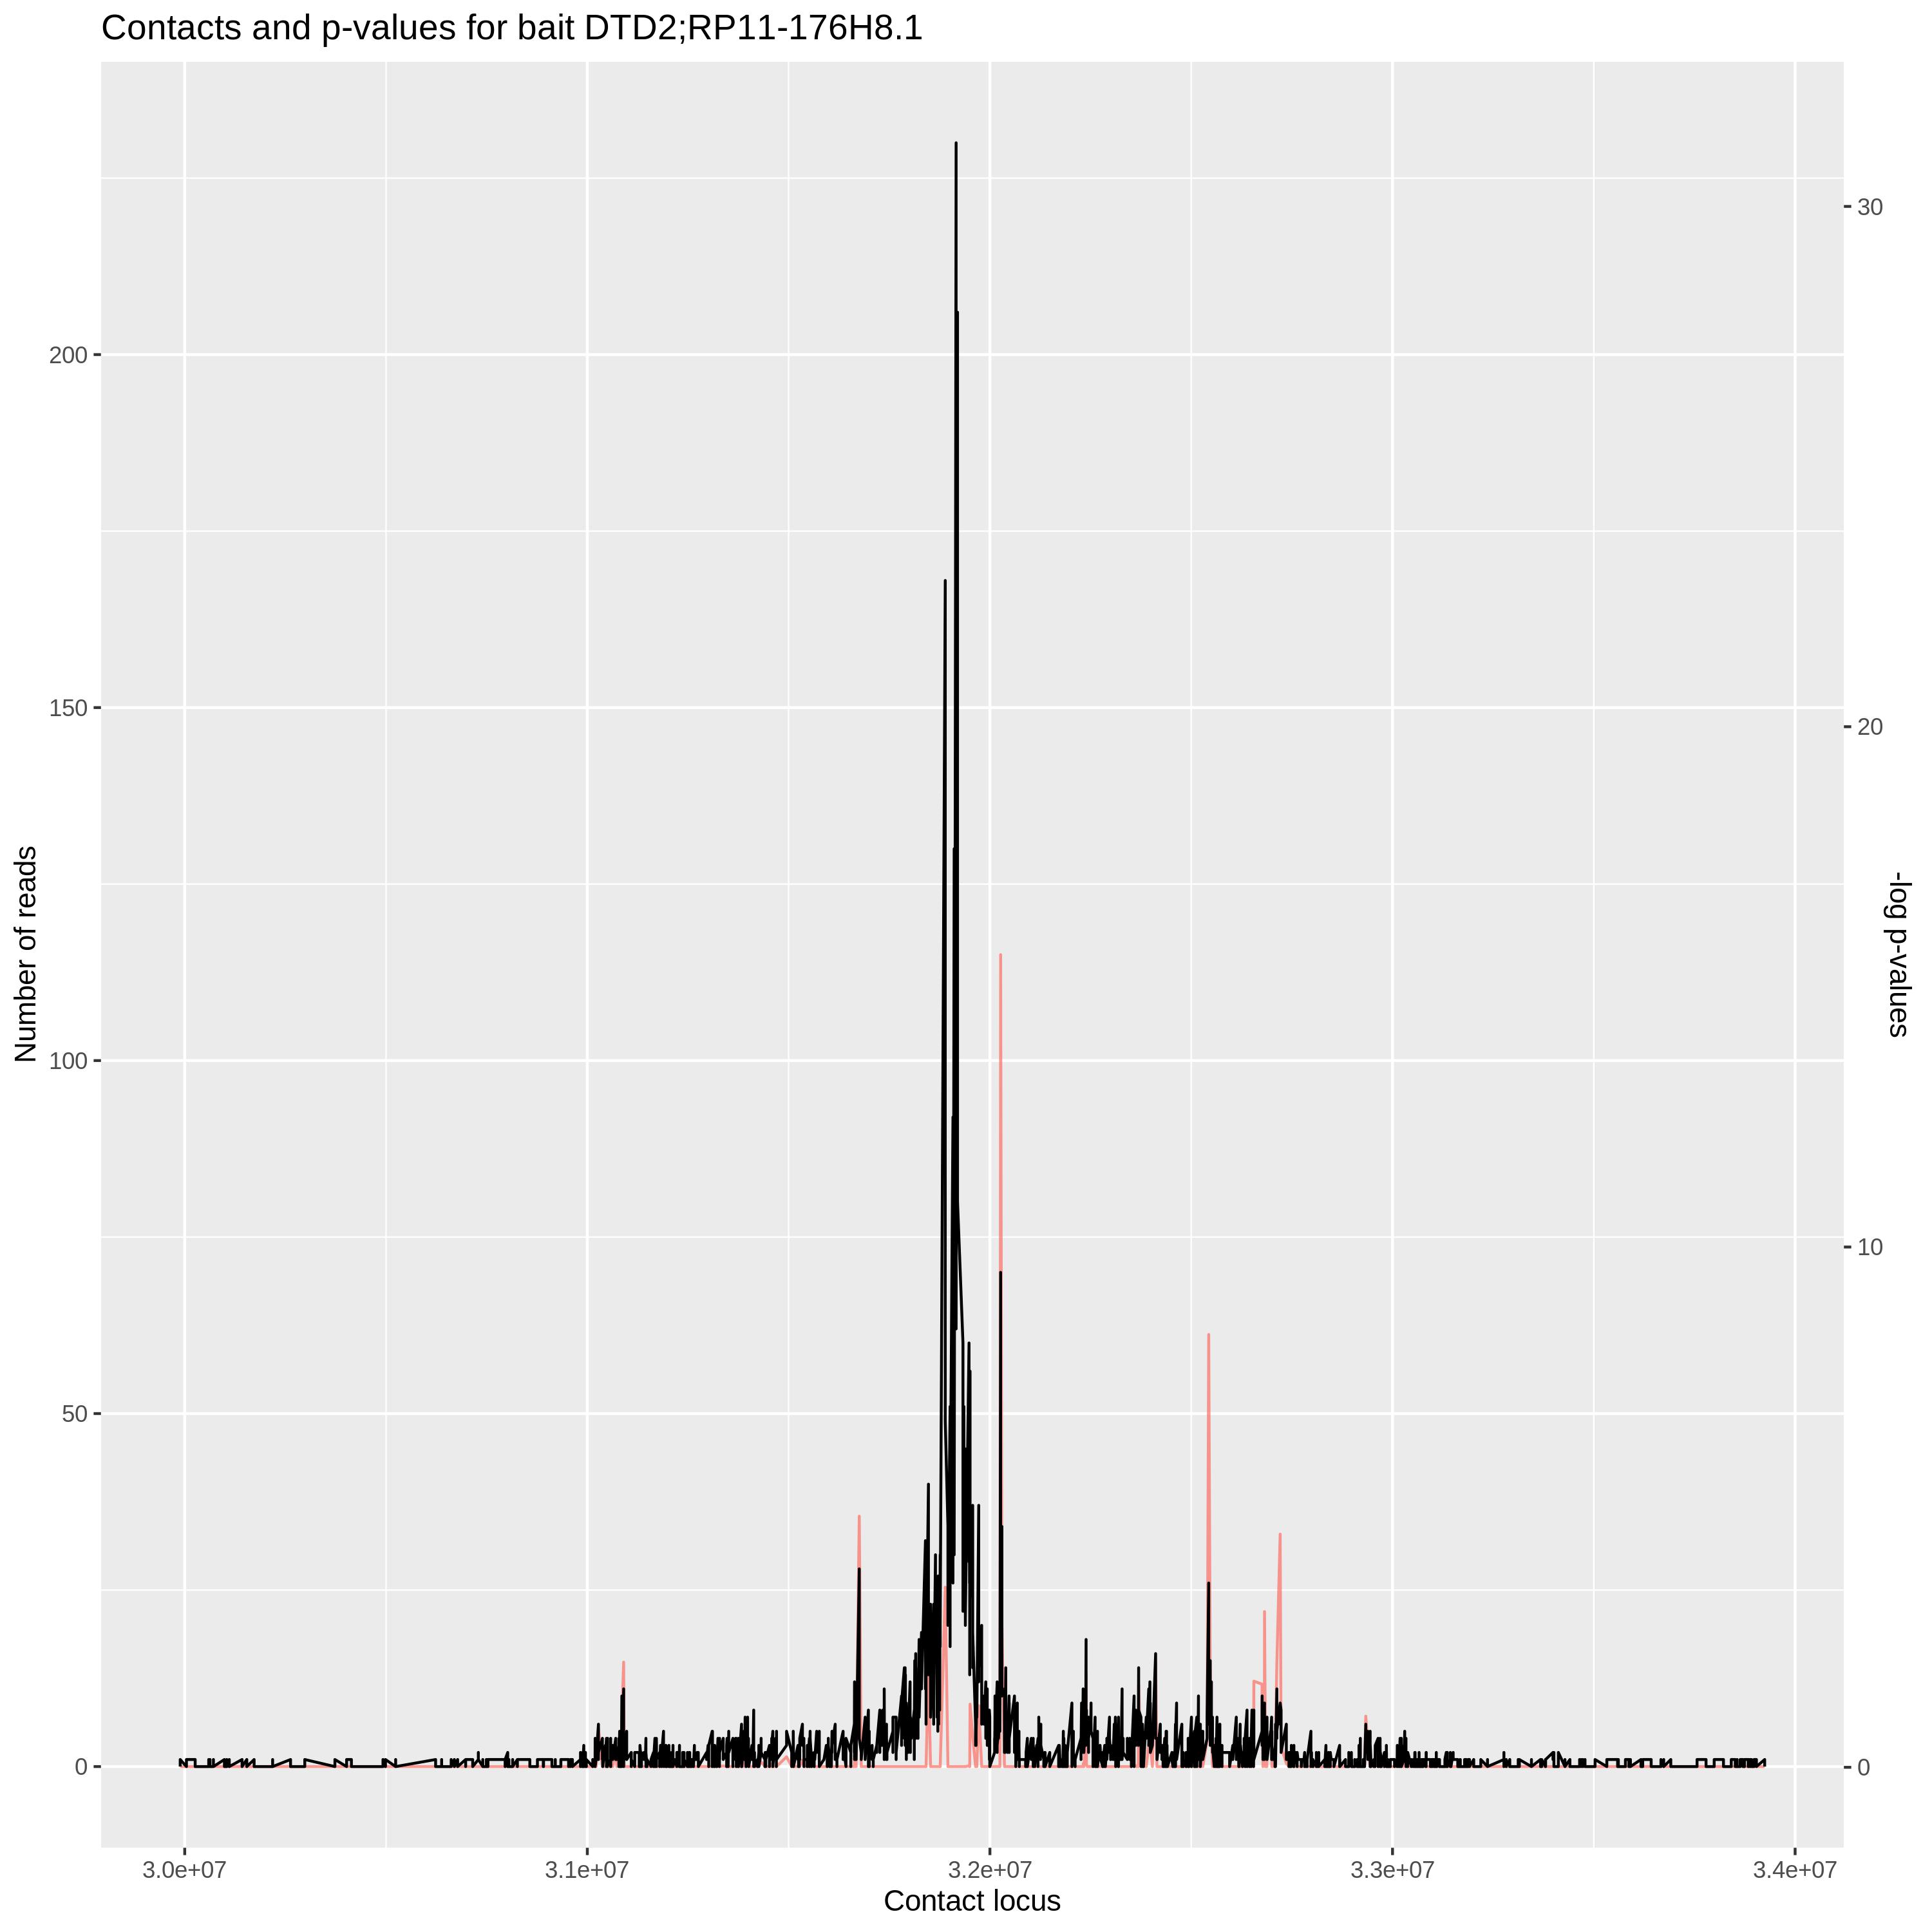 Contacts and p-values for bait DTD2;RP11-176H8.1
Number of reads
200
150
100
50
0
30
20
10
0
-log p-values
3.0e+07 3.1e+07 3.2e+07 3.3e+07 3.4e+07
Contact locus